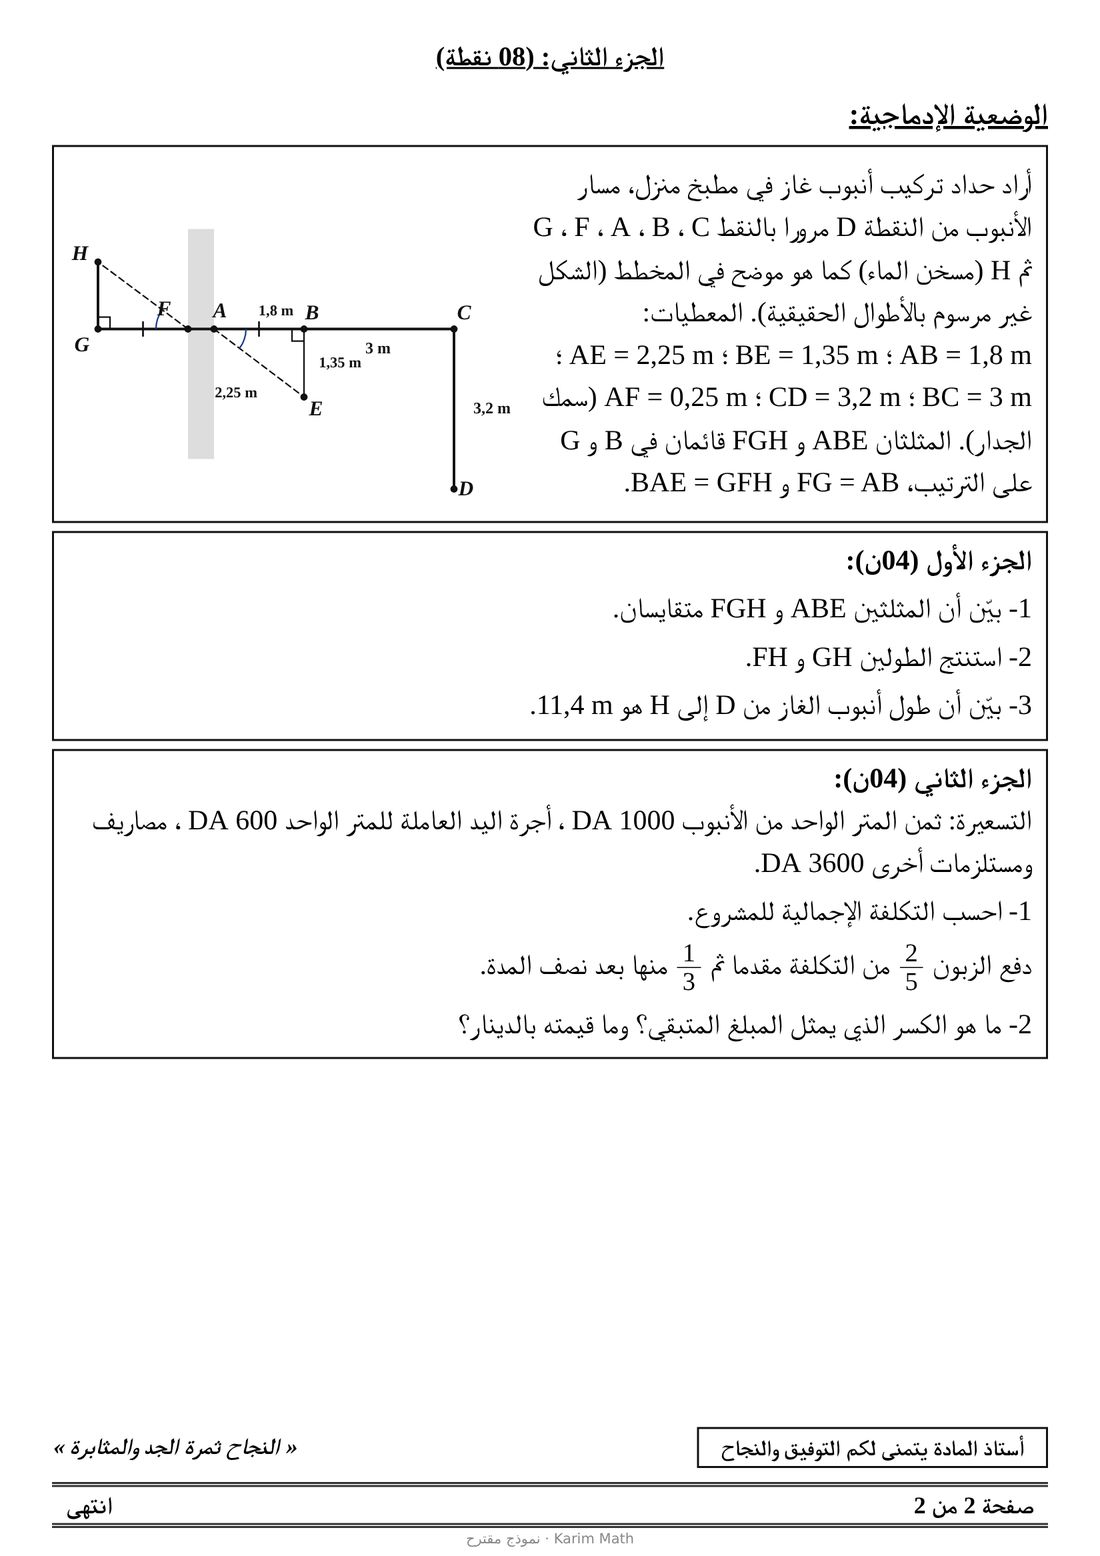 الجزء الثاني: (08 نقطة)
الوضعية الإدماجية:
أراد حداد تركيب أنبوب غاز في مطبخ منزل، مسار
الأنبوب من النقطة D مرورا بالنقط G ، F ، A ، B ، C
ثم H (مسخن الماء) كما هو موضح في المخطط (الشكل
غير مرسوم بالأطوال الحقيقية). المعطيات:
AB = 1,8 m ؛ BE = 1,35 m ؛ AE = 2,25 m ؛
BC = 3 m ؛ CD = 3,2 m ؛ AF = 0,25 m (سمك
الجدار). المثلثان ABE و FGH قائمان في B و G
على الترتيب، FG = AB و BAE = GFH.
H
F
A
1,8 m
B
C
G
1,35 m
3 m
2,25 m
E
3,2 m
D
الجزء الأول (04ن):
1- بيّن أن المثلثين ABE و FGH متقايسان.
2- استنتج الطولين GH و FH.
3- بيّن أن طول أنبوب الغاز من D إلى H هو 11,4 m.
الجزء الثاني (04ن):
التسعيرة: ثمن المتر الواحد من الأنبوب 1000 DA ، أجرة اليد العاملة للمتر الواحد 600 DA ، مصاريف
ومستلزمات أخرى 3600 DA.
1- احسب التكلفة الإجمالية للمشروع.
دفع الزبون 2/5 من التكلفة مقدما ثم 1/3 منها بعد نصف المدة.
2- ما هو الكسر الذي يمثل المبلغ المتبقي؟ وما قيمته بالدينار؟
أستاذ المادة يتمنى لكم التوفيق والنجاح
« النجاح ثمرة الجد والمثابرة »
صفحة 2 من 2
انتهى
نموذج مقترح · Karim Math